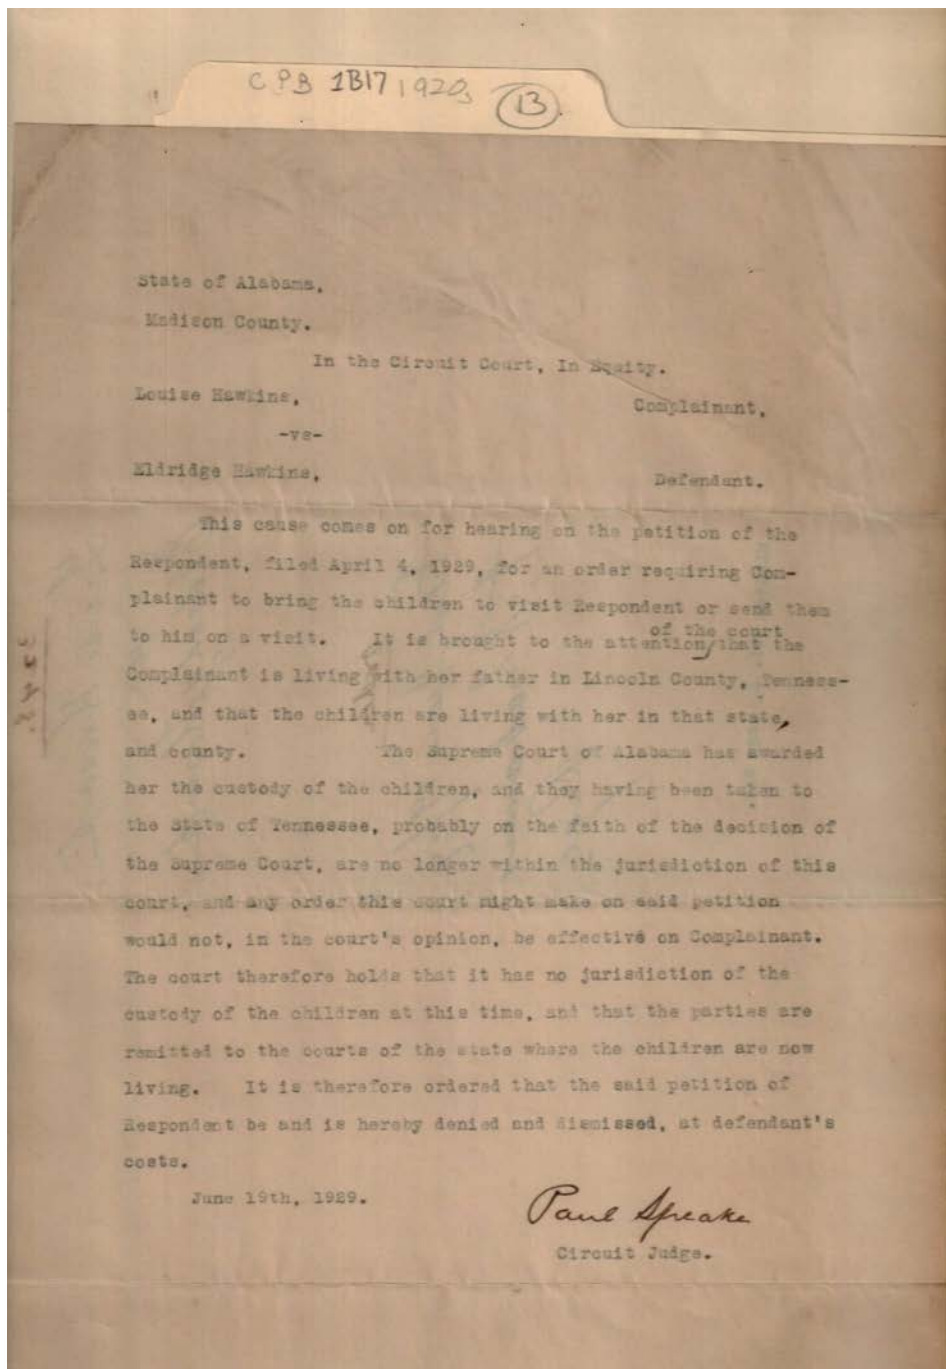 CPB 1B17 1920s 13
State of Alabama,
Madison County.
In the Circuit Court, In Equity.
Louise Hawkins,
Complainant,
-vs-
Eldridge Hawkins,
Defendant.
This cause comes on for hearing on the petition of the
Respondent, filed April 4, 1929, for an order requiring Com-
plainant to bring the children to visit Respondent or send them
of the court
to him on a visit. It is brought to the attention, that the
Complainant is living with her father in Lincoln County, Tenness-
ee, and that the children are living with her in that state,
and county. The Supreme Court of Alabama has awarded
her the custody of the children, and they having been taken to
the State of Tennessee, probably on the faith of the decision of
the Supreme Court, are no longer within the jurisdiction of this
court, and any order this court might make on said petition
would not, in the court's opinion, be effective on Complainant.
The court therefore holds that it has no jurisdiction of the
custody of the children at this time, and that the parties are
remitted to the courts of the state where the children are now
living. It is therefore ordered that the said petition of
Respondent be and is hereby denied and dismissed, at defendant's
costs.
June 19th, 1929.
Paul Speake
Circuit Judge.